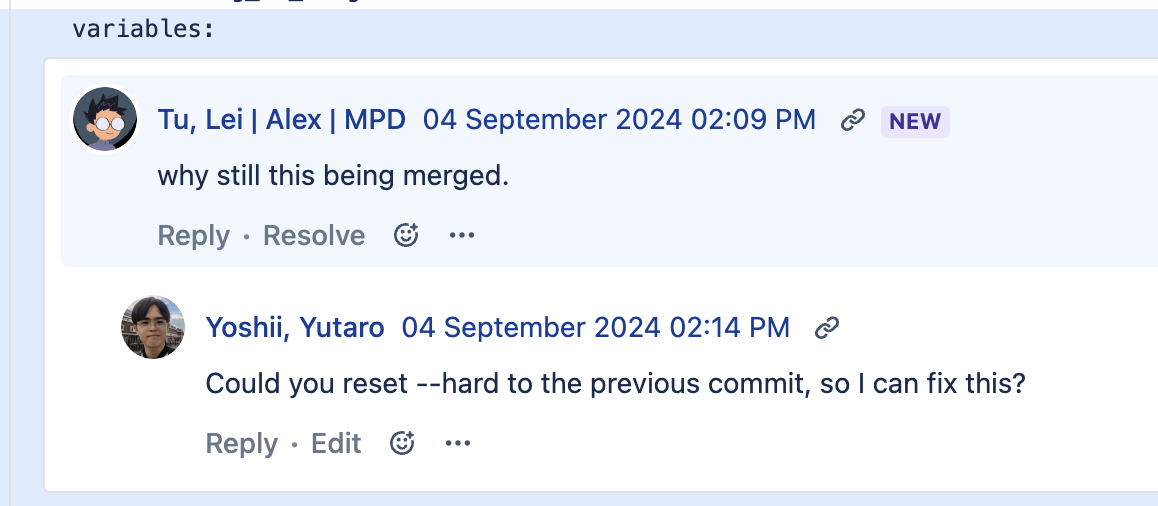 variables:
Tu, Lei | Alex | MPD 04 September 2024 02:09 PM NEW
why still this being merged.
Reply · Resolve
Yoshii, Yutaro 04 September 2024 02:14 PM
Could you reset --hard to the previous commit, so I can fix this?
Reply · Edit